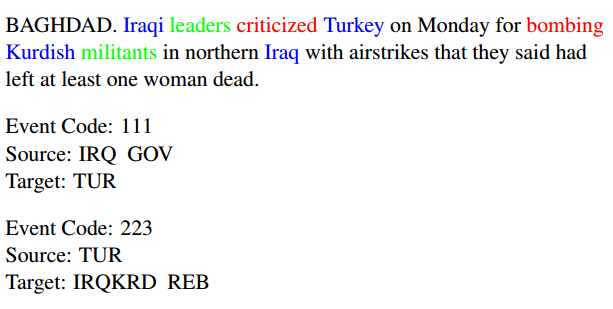 BAGHDAD. Iraqi leaders criticized Turkey on Monday for bombing
Kurdish militants in northern Iraq with airstrikes that they said had
left at least one woman dead.
Event Code: 111
Source: IRQ GOV
Target: TUR
Event Code: 223
Source: TUR
Target: IRQKRD REB